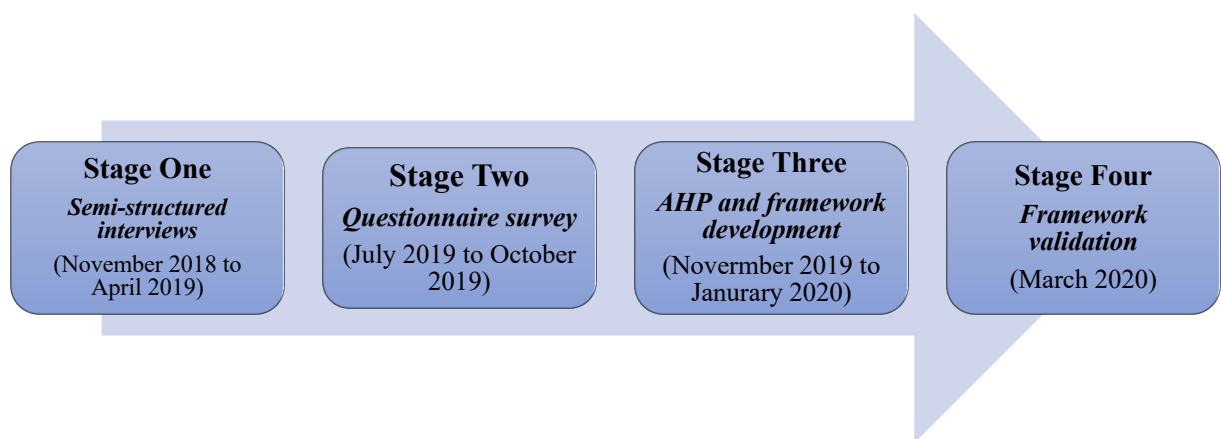 Stage One
Semi-structured
interviews
(November 2018 to
April 2019)
Stage Two
Questionnaire survey
(July 2019 to October
2019)
Stage Three
AHP and framework
development
(Novermber 2019 to
Janurary 2020)
Stage Four
Framework
validation
(March 2020)